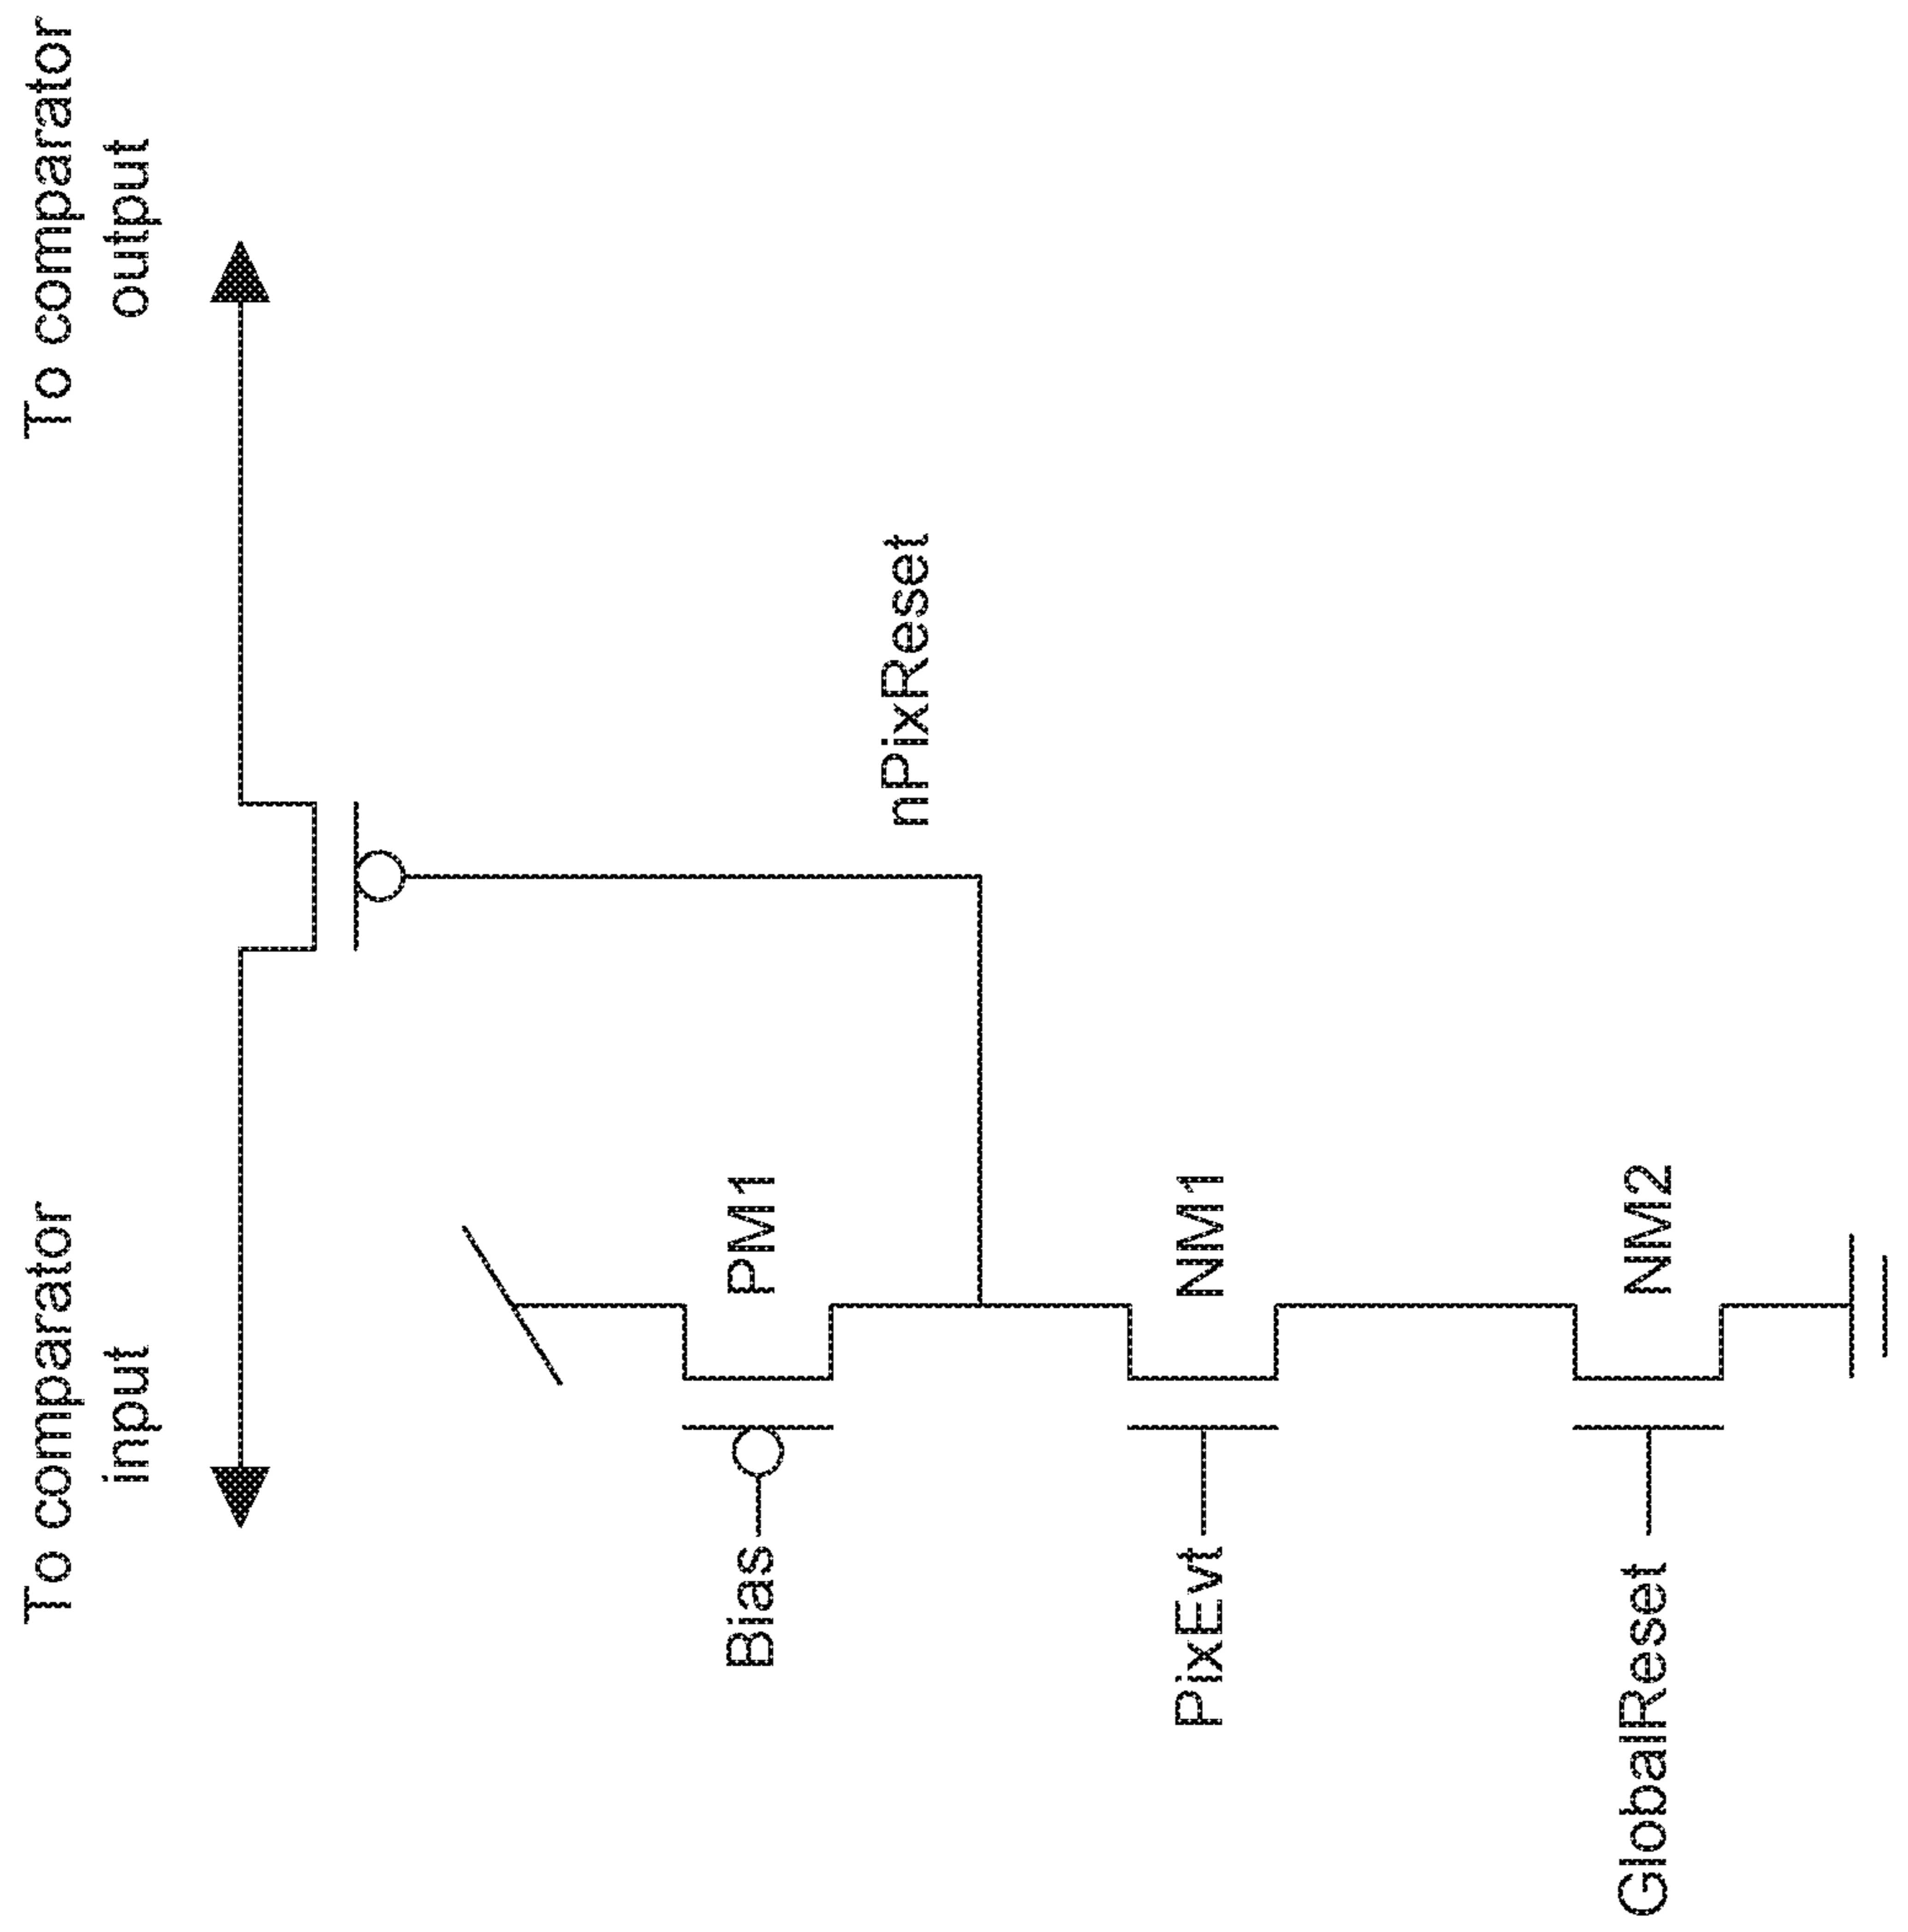 To comparator
input
To comparator
output
nPixReset
Bias
PM1
PixEvt
NM1
GlobalReset
NM2